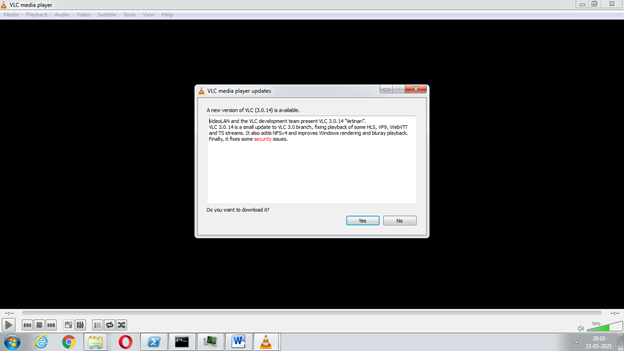 VLC media player
Media Playback Audio Video Subtitle Tools View Help
VLC media player updates
A new version of VLC (3.0.14) is available.
VideoLAN and the VLC development team present VLC 3.0.14 "Vetinari".
VLC 3.0.14 is a small update to VLC 3.0 branch, fixing playback of some HLS, VP9, WebVTT
and TS streams. It also adds NFSv4 and improves Windows rendering and bluray playback.
Finally, it fixes some security issues.
Do you want to download it?
Yes No
--:-- --:--
78%
20:10
21-05-2021